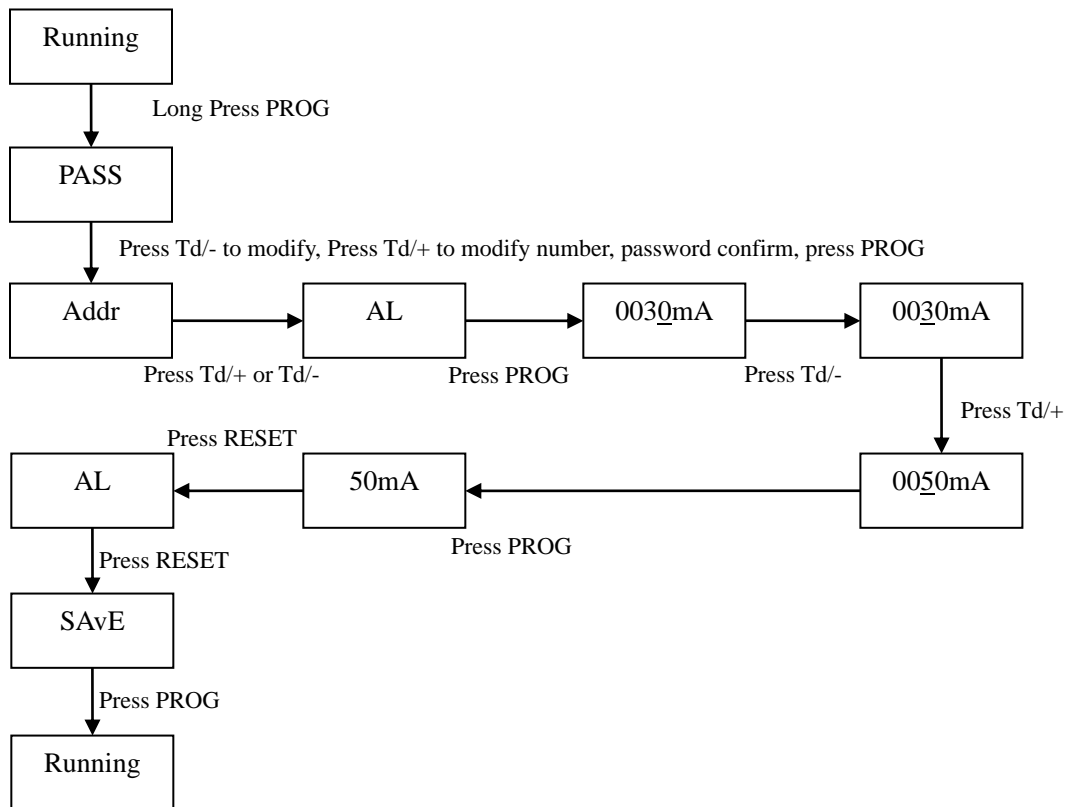 Running
Long Press PROG
PASS
Press Td/- to modify, Press Td/+ to modify number, password confirm, press PROG
Addr
Press Td/+ or Td/-
AL
Press PROG
0030mA
Press Td/-
0030mA
Press Td/+
0050mA
Press PROG
50mA
Press RESET
AL
Press RESET
SAvE
Press PROG
Running